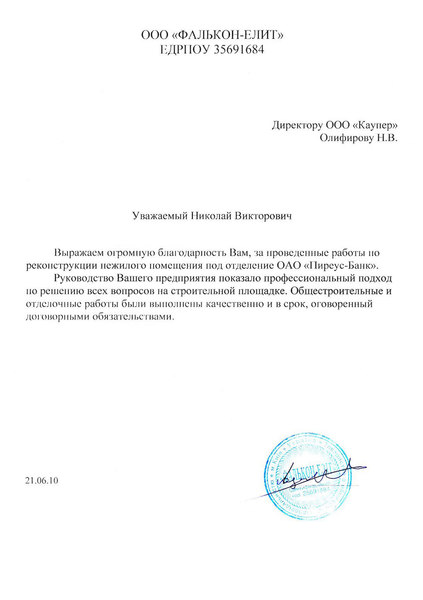 ООО «ФАЛЬКОН-ЕЛИТ»
ЕДРПОУ 35691684
Директору ООО «Каупер»
Олифирову Н.В.
Уважаемый Николай Викторович
Выражаем огромную благодарность Вам, за проведенные работы по
реконструкции нежилого помещения под отделение ОАО «Пиреус-Банк».
Руководство Вашего предприятия показало профессиональный подход
по решению всех вопросов на строительной площадке. Общестроительные и
отделочные работы были выполнены качественно и в срок, оговоренный
договорными обязательствами.
21.06.10